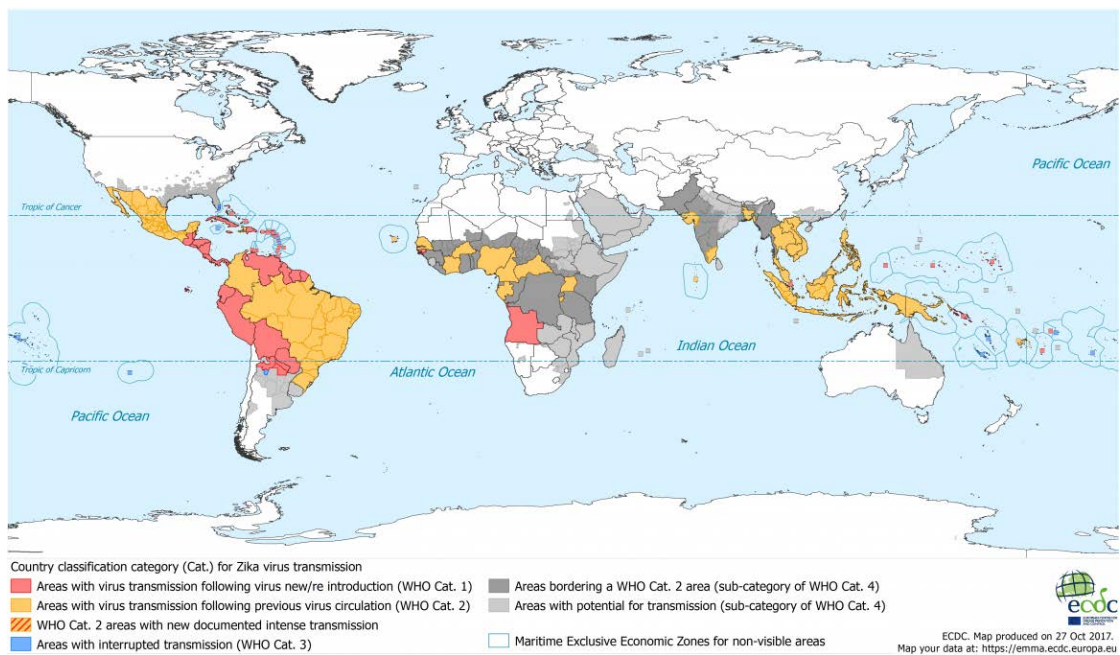 Pacific Ocean
Tropic of Cancer
Indian Ocean
Tropic of Capricorn
Atlantic Ocean
Pacific Ocean
Country classification category (Cat.) for Zika virus transmission
Areas with virus transmission following virus new/re introduction (WHO Cat. 1)
Areas with virus transmission following previous virus circulation (WHO Cat. 2)
WHO Cat. 2 areas with new documented intense transmission
Areas with interrupted transmission (WHO Cat. 3)
Areas bordering a WHO Cat. 2 area (sub-category of WHO Cat. 4)
Areas with potential for transmission (sub-category of WHO Cat. 4)
Maritime Exclusive Economic Zones for non-visible areas
ecdc
ECDC. Map produced on 27 Oct 2017.
Map your data at: https://emma.ecdc.europa.eu